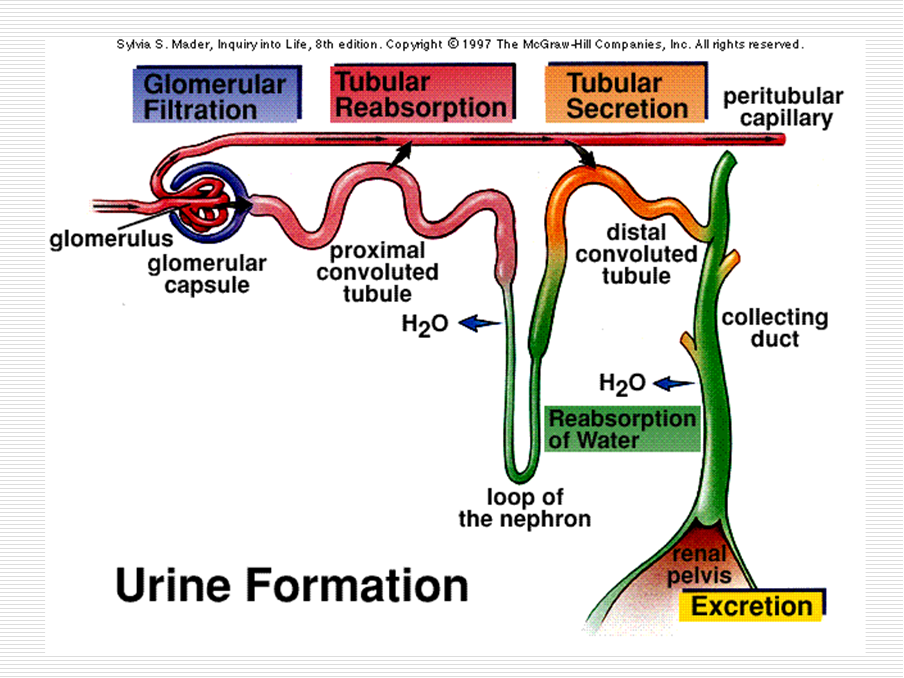 Sylvia S. Mader, Inquiry into Life, 8th edition. Copyright © 1997 The McGraw-Hill Companies, Inc. All rights reserved.
Glomerular
Filtration
Tubular
Reabsorption
Tubular
Secretion
peritubular
capillary
glomerulus
glomerular
capsule
proximal
convoluted
tubule
distal
convoluted
tubule
H2O
collecting
duct
H2O
Reabsorption
of Water
loop of
the nephron
renal
pelvis
Urine Formation
Excretion